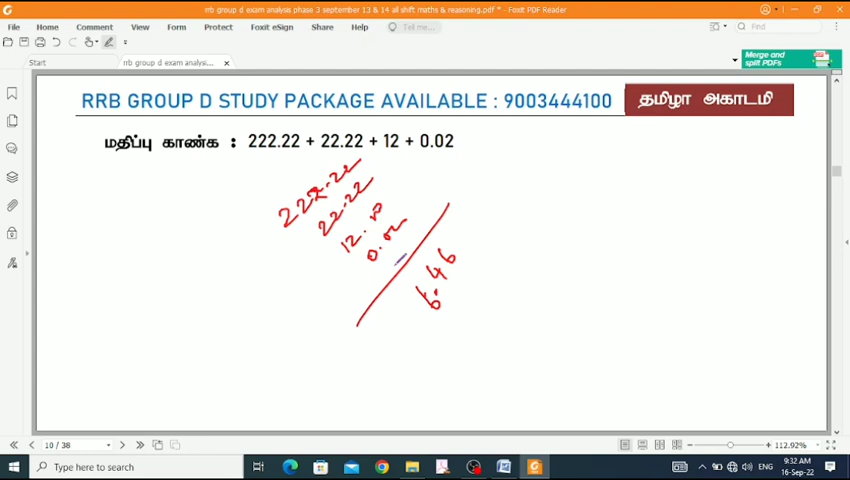 rrb group d exam analysis phase 3 september 13 & 14 all shift maths & reasoning.pdf * - Foxit PDF Reader
File Home Comment View Form Protect Foxit eSign Share Help Tell me... Find
Start rrb group d exam analysi... Merge and split PDFs
RRB GROUP D STUDY PACKAGE AVAILABLE : 9003444100 தமிழா அகாடமி
மதிப்பு காண்க : 222.22 + 22.22 + 12 + 0.02
222.22
22.22
12.
0.02
6.46
10 / 38 112.92%
Type here to search ENG 9:32 AM 16-Sep-22